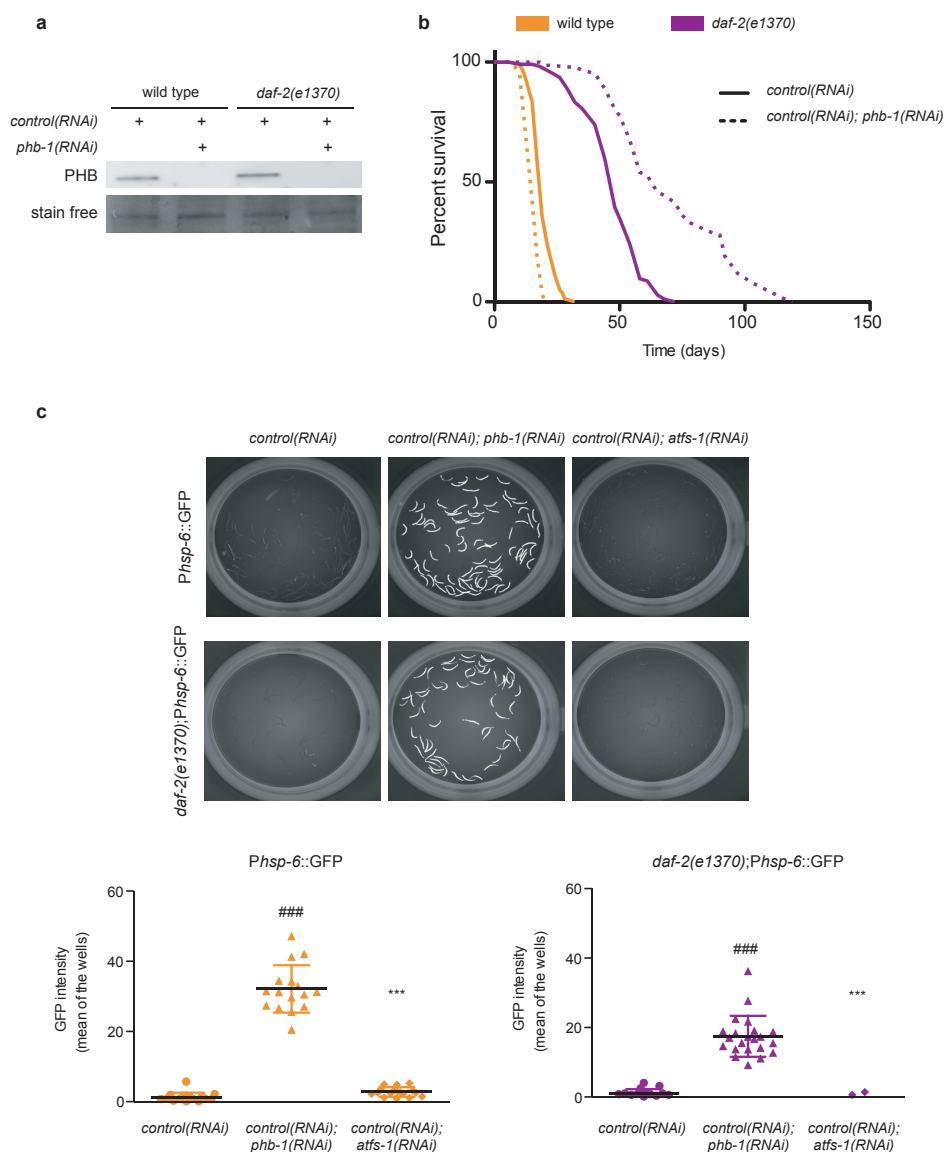 a
wild type
daf-2(e1370)
control(RNAi)
+
+
+
+
phb-1(RNAi)
+
+
PHB
stain free
b
wild type
daf-2(e1370)
control(RNAi)
control(RNAi); phb-1(RNAi)
Percent survival
100
50
0
0
50
100
150
Time (days)
c
control(RNAi)
control(RNAi); phb-1(RNAi)
control(RNAi); atfs-1(RNAi)
Phsp-6::GFP
daf-2(e1370);Phsp-6::GFP
Phsp-6::GFP
GFP intensity
(mean of the wells)
60
40
20
0
###
***
control(RNAi)
control(RNAi);
phb-1(RNAi)
control(RNAi);
atfs-1(RNAi)
daf-2(e1370);Phsp-6::GFP
GFP intensity
(mean of the wells)
60
40
20
0
###
***
control(RNAi)
control(RNAi);
phb-1(RNAi)
control(RNAi);
atfs-1(RNAi)